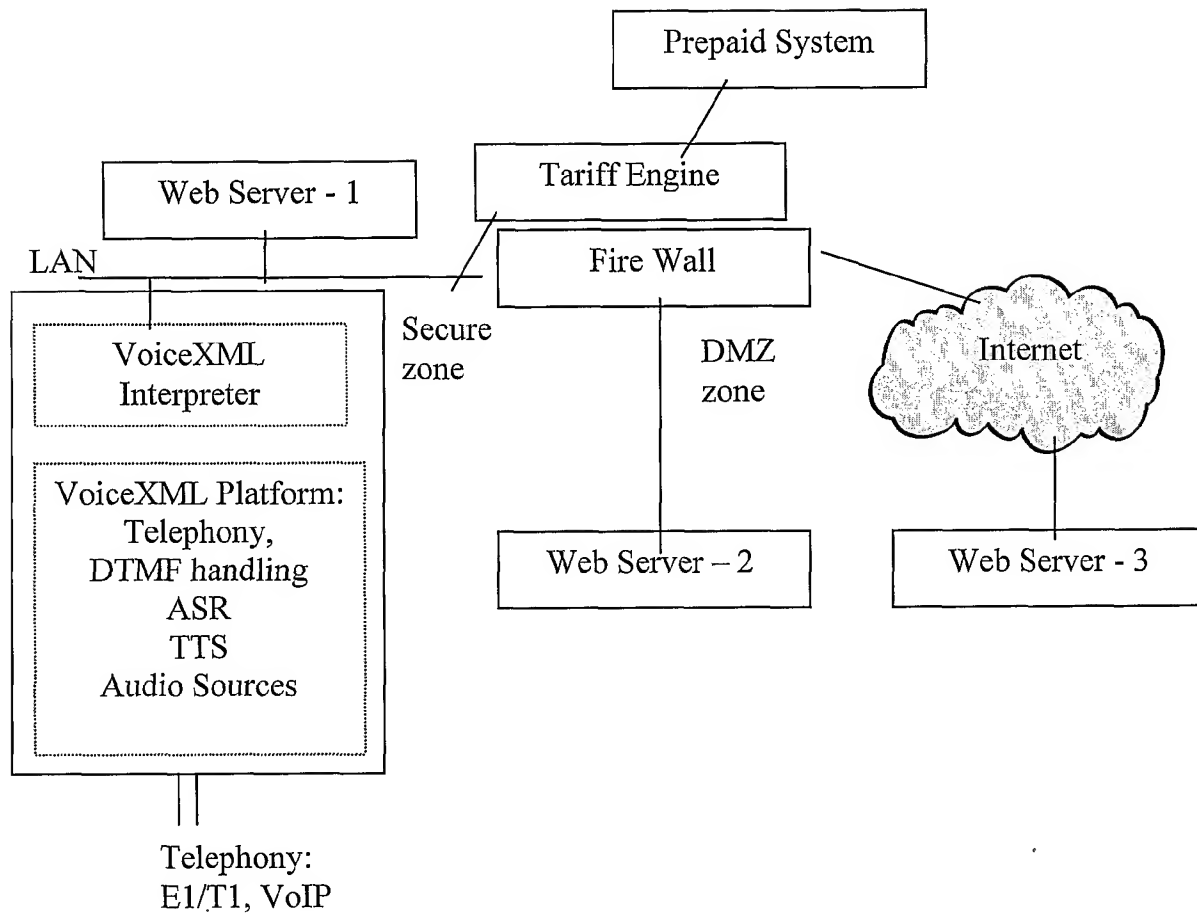 Prepaid System
Tariff Engine
Web Server - 1
LAN
Fire Wall
Secure
zone
DMZ
zone
Internet
VoiceXML
Interpreter
VoiceXML Platform:
Telephony,
DTMF handling
ASR
TTS
Audio Sources
Web Server – 2
Web Server - 3
Telephony:
E1/T1, VoIP